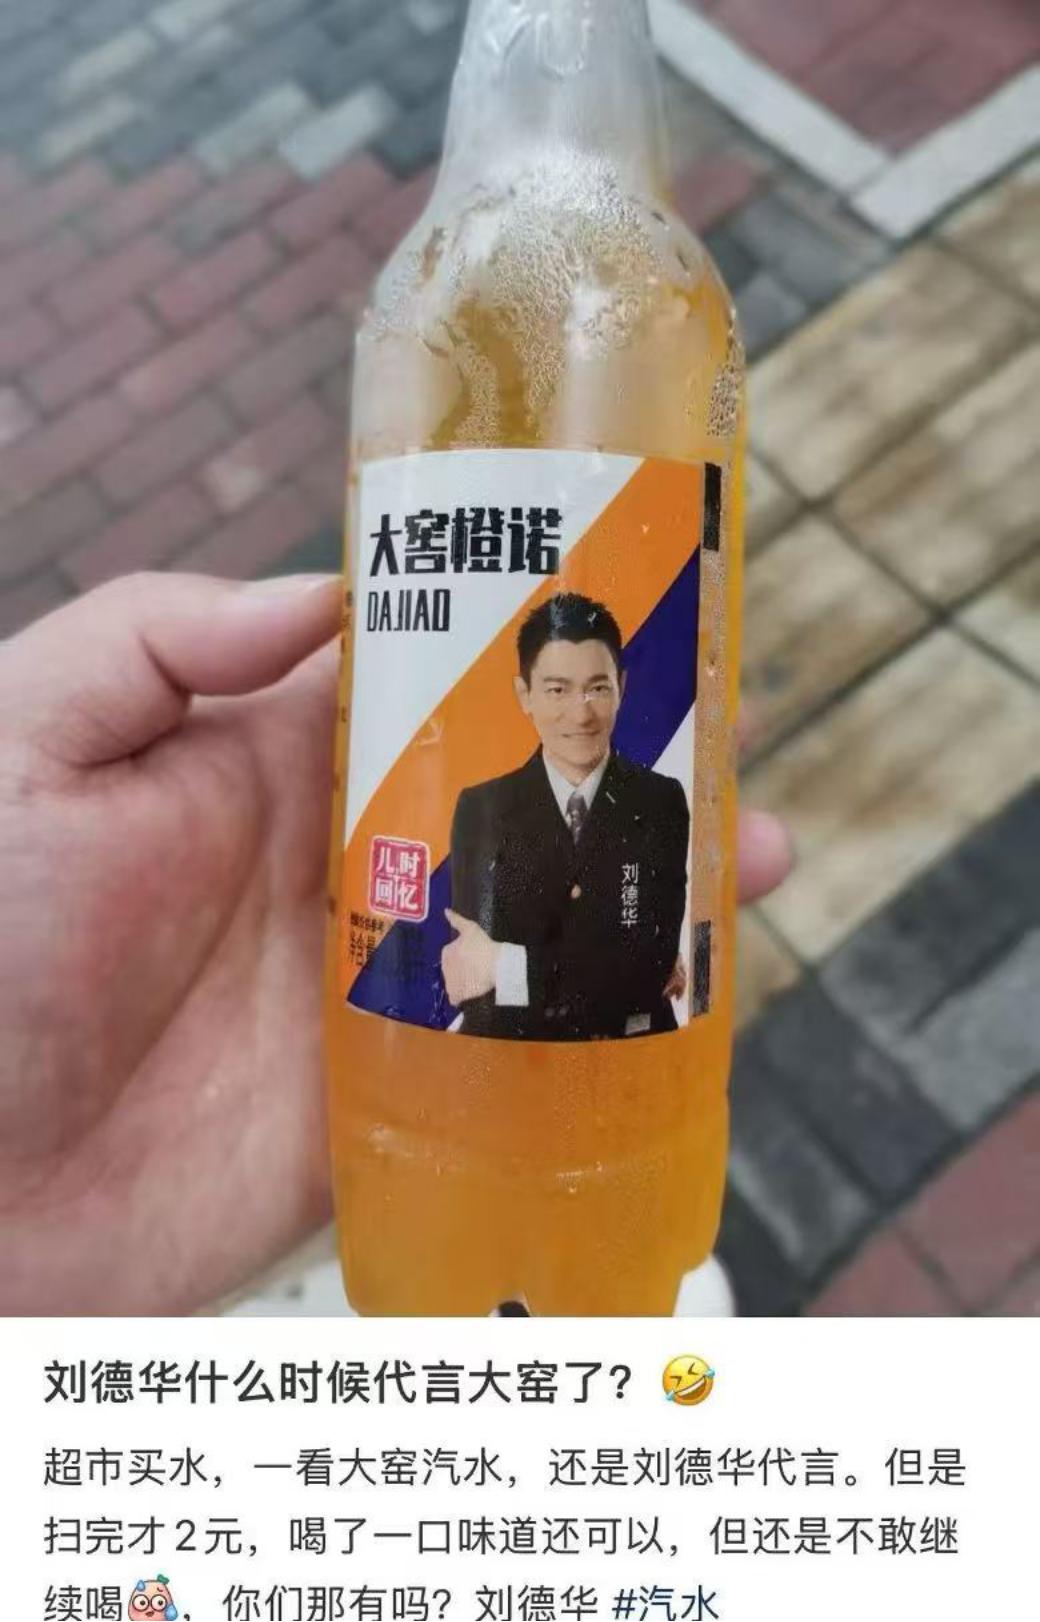 大窖橙诺
DAJIAO
儿时
回忆
净含量
刘德华
刘德华什么时候代言大窑了？🤣
超市买水，一看大窑汽水，还是刘德华代言。但是
扫完才2元，喝了一口味道还可以，但还是不敢继
续喝，你们那有吗？刘德华 #汽水